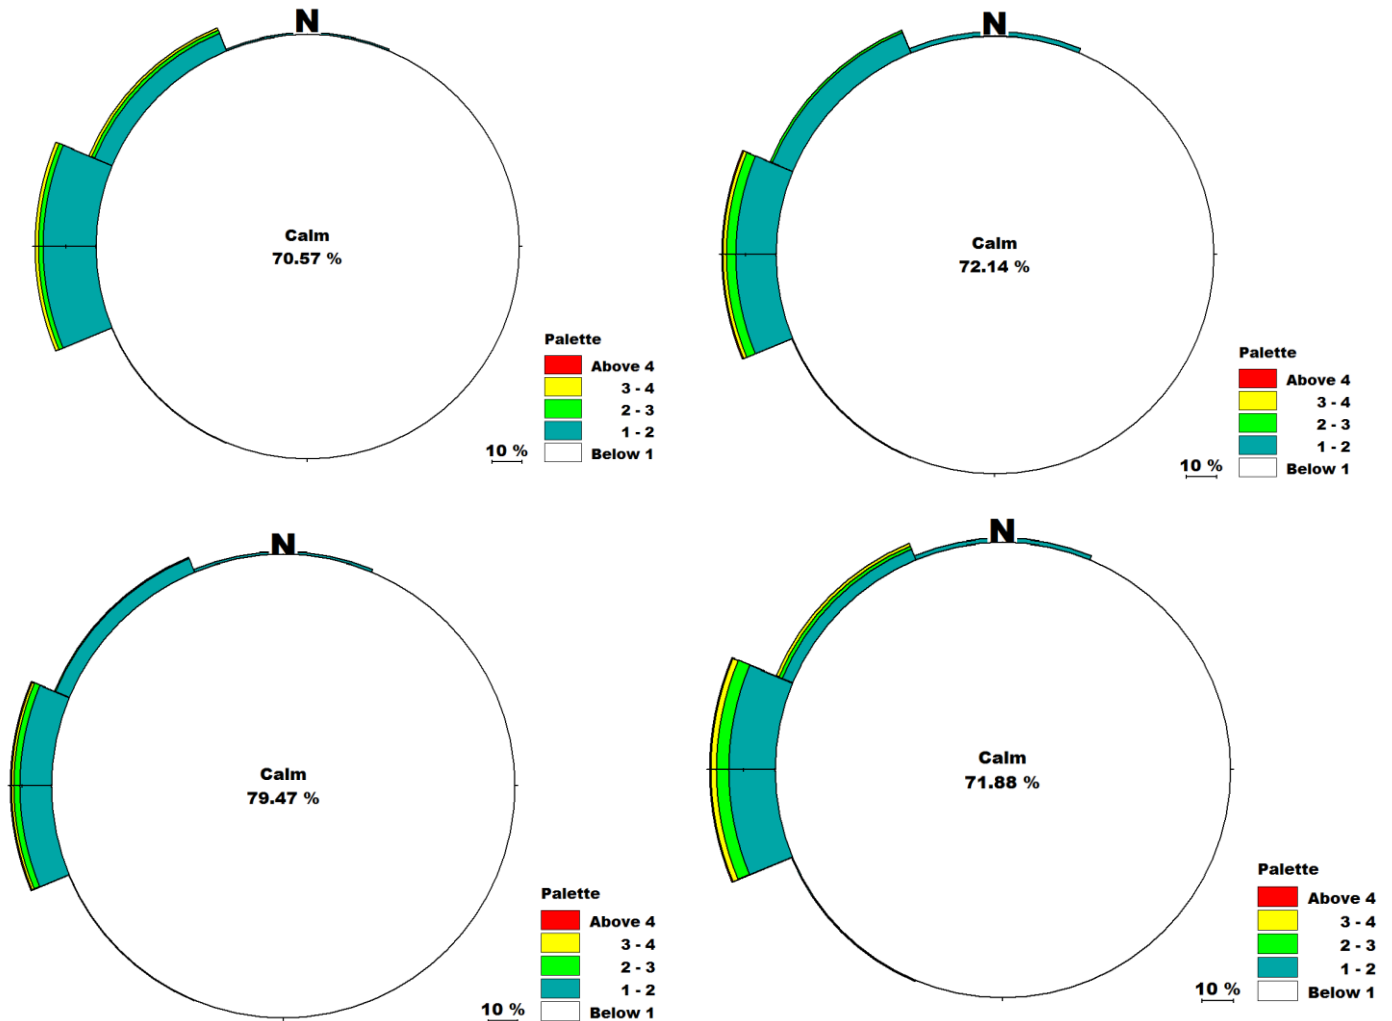 N
Calm
70.57 %
Palette
Above 4
3 - 4
2 - 3
1 - 2
Below 1
10 %
N
Calm
72.14 %
Palette
Above 4
3 - 4
2 - 3
1 - 2
Below 1
10 %
N
Calm
79.47 %
Palette
Above 4
3 - 4
2 - 3
1 - 2
Below 1
10 %
N
Calm
71.88 %
Palette
Above 4
3 - 4
2 - 3
1 - 2
Below 1
10 %